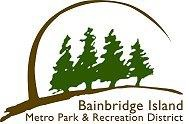 Bainbridge Island
Metro Park & Recreation District